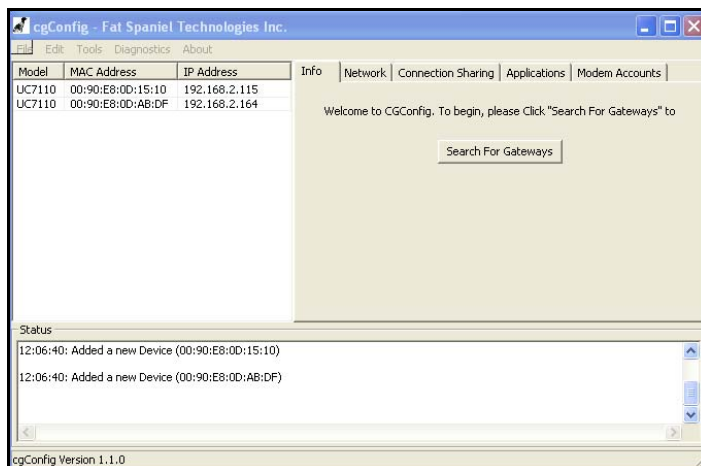 cgConfig - Fat Spaniel Technologies Inc.
File Edit Tools Diagnostics About
Model MAC Address IP Address
UC7110 00:90:E8:0D:15:10 192.168.2.115
UC7110 00:90:E8:0D:AB:DF 192.168.2.164
Info Network Connection Sharing Applications Modem Accounts
Welcome to CGConfig. To begin, please Click "Search For Gateways" to
Search For Gateways
Status
12:06:40: Added a new Device (00:90:E8:0D:15:10)
12:06:40: Added a new Device (00:90:E8:0D:AB:DF)
cgConfig Version 1.1.0